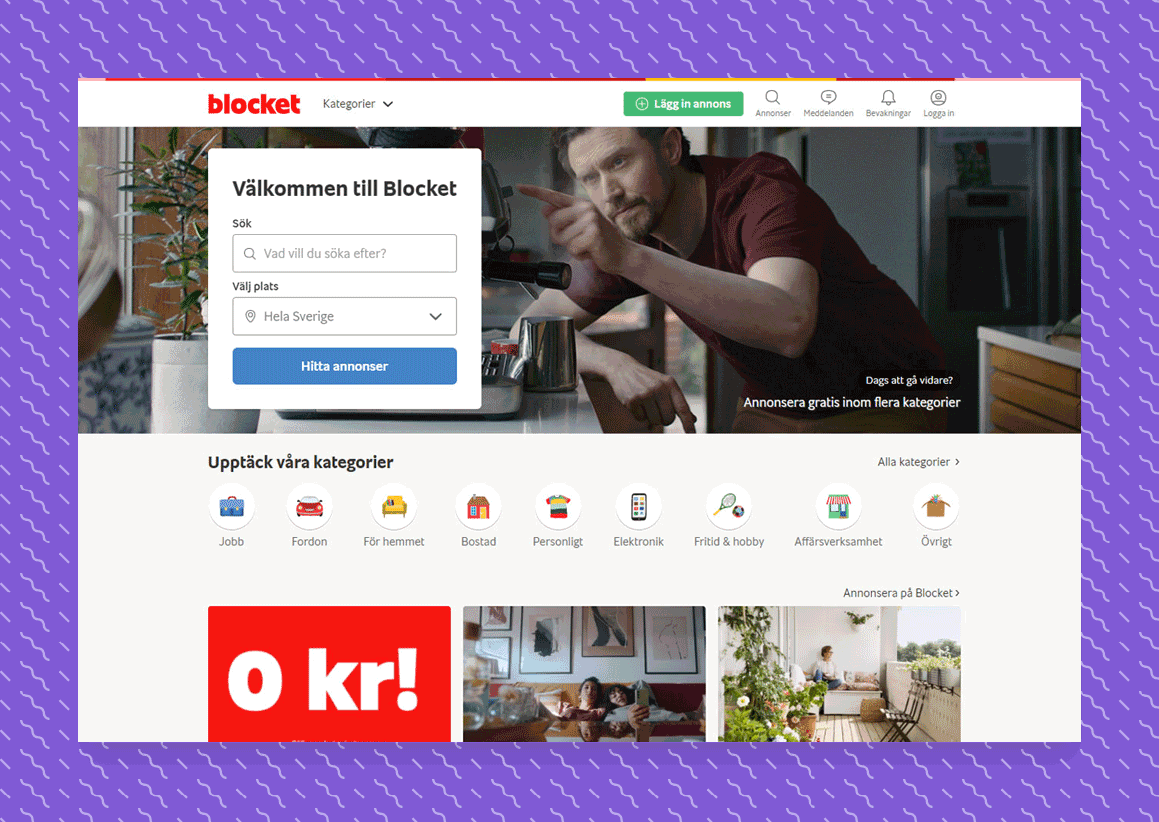 blocket
Kategorier
Lägg in annons
Annonser
Meddelanden
Bevakningar
Logga in
Välkommen till Blocket
Sök
Vad vill du söka efter?
Välj plats
Hela Sverige
Hitta annonser
Dags att gå vidare?
Annonsera gratis inom flera kategorier
Upptäck våra kategorier
Alla kategorier
Jobb
Fordon
För hemmet
Bostad
Personligt
Elektronik
Fritid & hobby
Affärsverksamhet
Övrigt
Annonsera på Blocket
0 kr!